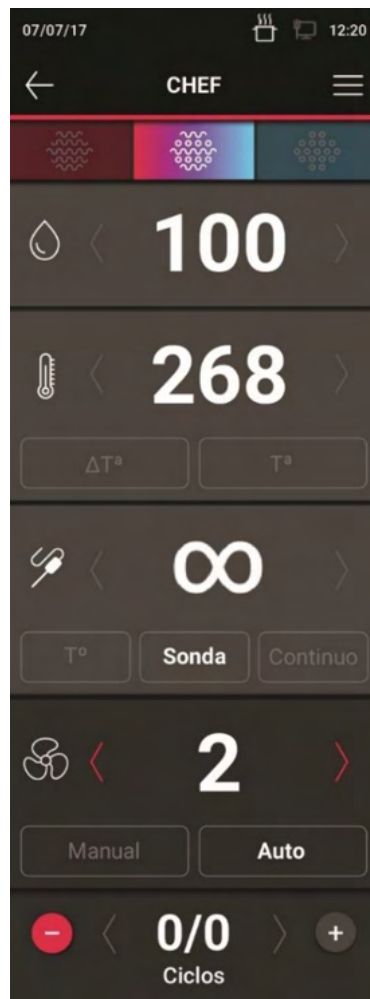 07/07/17 12:20
CHEF
100
268
ΔTª Tª
∞
Tº Sonda Continuo
2
Manual Auto
0/0
Ciclos